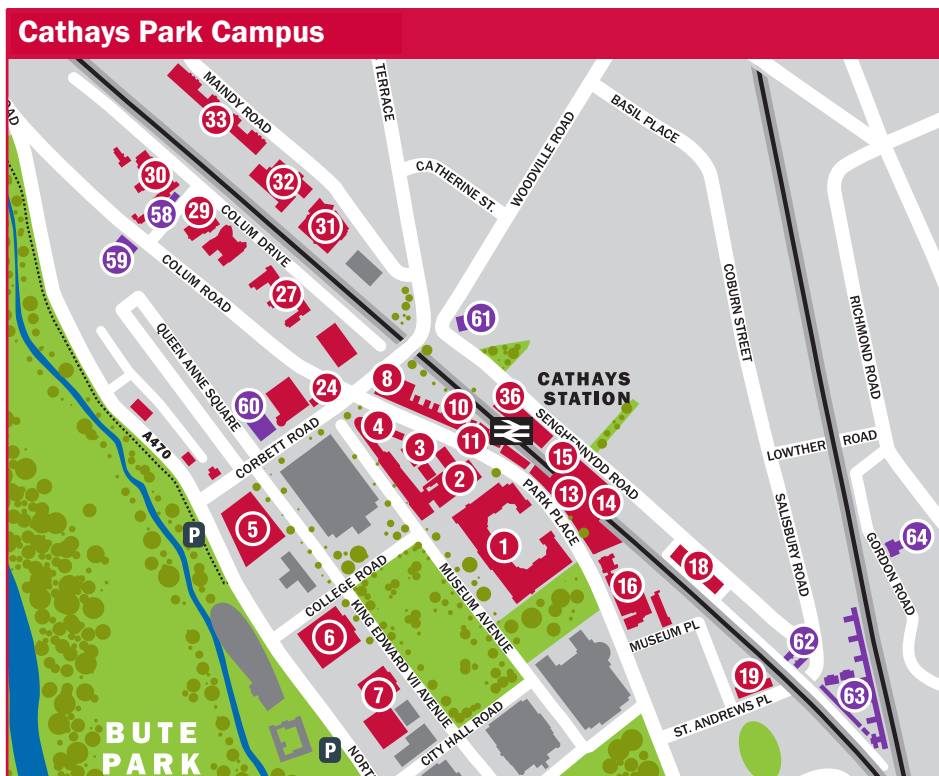 Cathays Park Campus
MAINDY ROAD
TERRACE
BASIL PLACE
WOODVILLE ROAD
CATHERINE ST.
33
32
31
30
58
29
59
COLUM DRIVE
COLUM ROAD
27
QUEEN ANNE SQUARE
COBURN STREET
RICHMOND ROAD
61
CATHAYS
STATION
24
60
8
10
36
4
3
11
2
15
SENGHENNYDD ROAD
LOWTHER ROAD
A470
CORBETT ROAD
PARK PLACE
13
14
SALISBURY ROAD
5
P
1
64
GORDON ROAD
COLLEGE ROAD
MUSEUM AVENUE
16
18
KING EDWARD VII AVENUE
6
MUSEUM PL
62
7
19
63
ST. ANDREWS PL
CITY HALL ROAD
BUTE
PARK
P